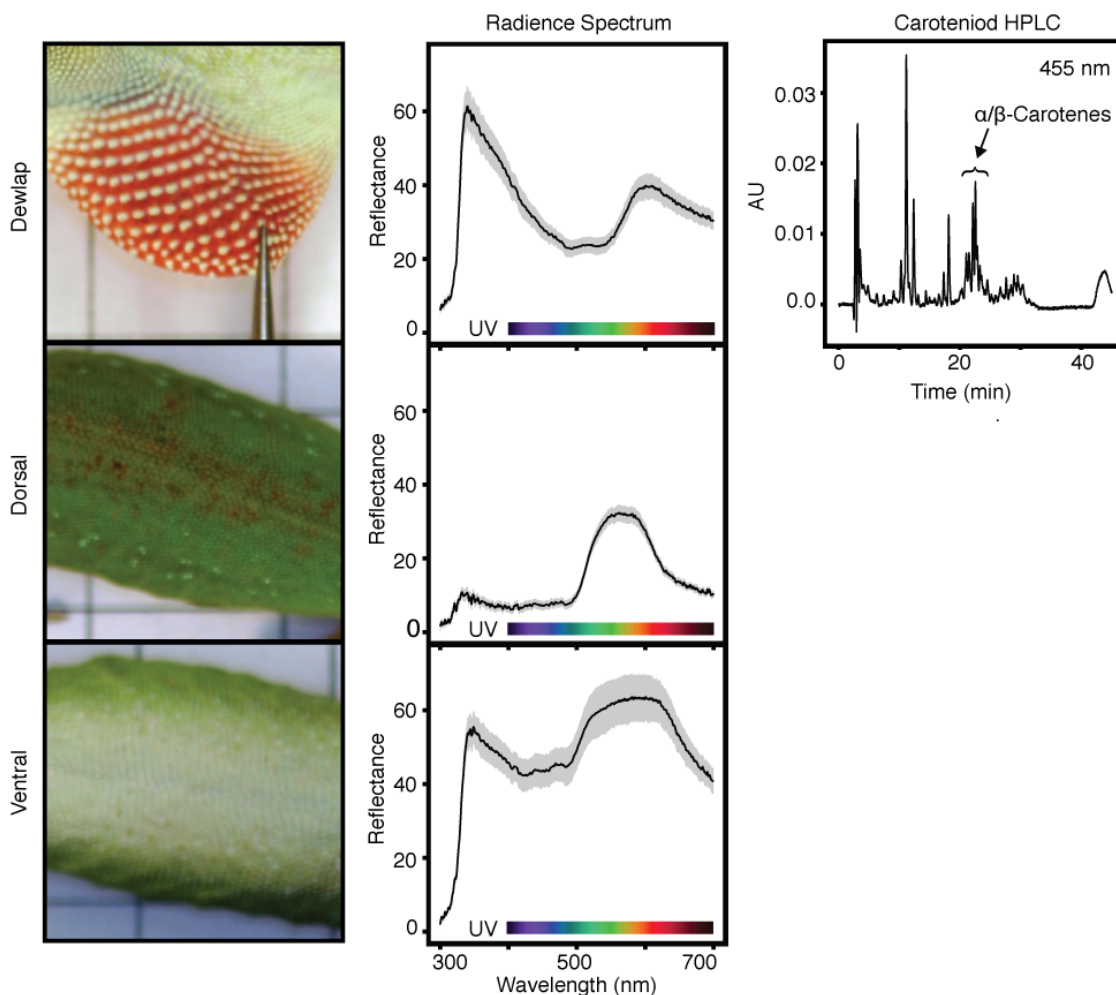 Radience Spectrum
Caroteniod HPLC
Dewlap
Reflectance
60
40
20
0
UV
AU
0.03
0.02
0.01
0.0
455 nm
α/β-Carotenes
0
20
40
Time (min)
Dorsal
Reflectance
60
40
20
0
UV
Ventral
Reflectance
60
40
20
0
UV
300
500
700
Wavelength (nm)